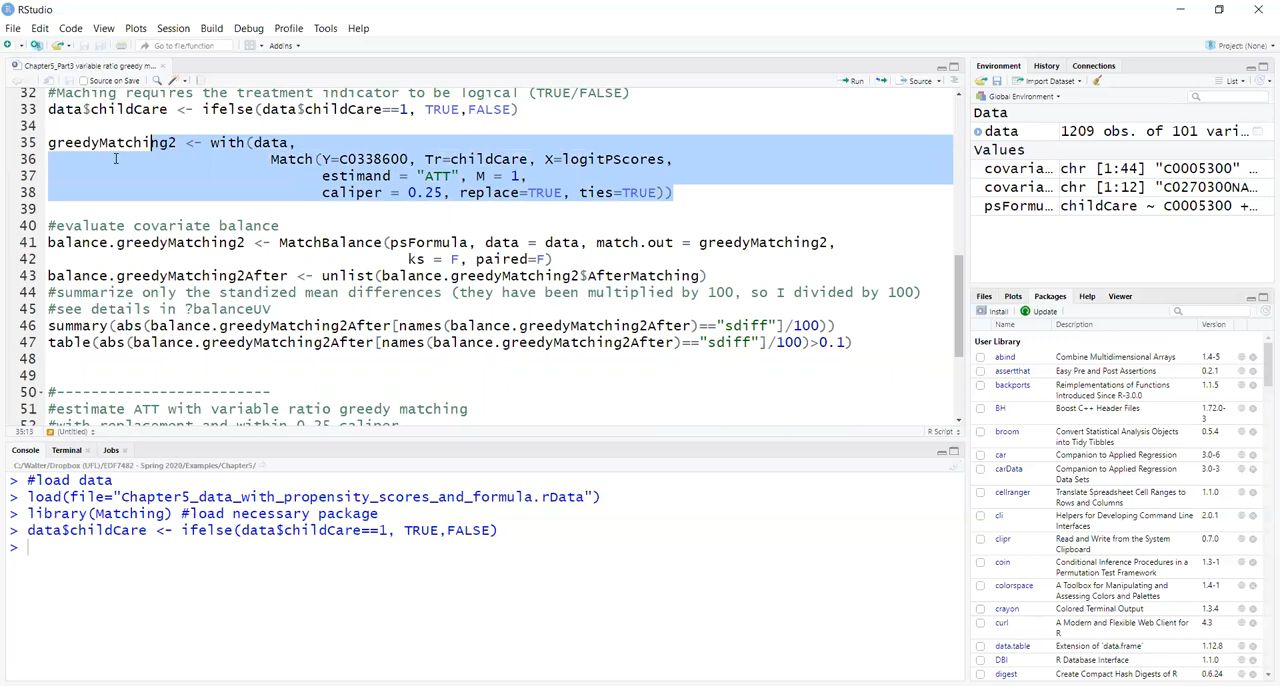 RStudio
File Edit Code View Plots Session Build Debug Profile Tools Help
Go to file/function Addins Project: (None)
Chapter5_Part3 variable ratio greedy m...
Source on Save Run Source
32 #Maching requires the treatment indicator to be logical (TRUE/FALSE)
33 data$childCare <- ifelse(data$childCare==1, TRUE,FALSE)
34
35 greedyMatching2 <- with(data,
36 Match(Y=C0338600, Tr=childCare, X=logitPScores,
37 estimand = "ATT", M = 1,
38 caliper = 0.25, replace=TRUE, ties=TRUE))
39
40 #evaluate covariate balance
41 balance.greedyMatching2 <- MatchBalance(psFormula, data = data, match.out = greedyMatching2,
42 ks = F, paired=F)
43 balance.greedyMatching2After <- unlist(balance.greedyMatching2$AfterMatching)
44 #summarize only the standized mean differences (they have been multiplied by 100, so I divided by 100)
45 #see details in ?balanceUV
46 summary(abs(balance.greedyMatching2After[names(balance.greedyMatching2After)=="sdiff"]/100))
47 table(abs(balance.greedyMatching2After[names(balance.greedyMatching2After)=="sdiff"]/100)>0.1)
48
49
50 #-------------------------
51 #estimate ATT with variable ratio greedy matching
52 #with replacement and within 0.25 caliper
35:13 (Untitled) R Script
Console Terminal Jobs
C:/Walter/Dropbox (UFL)/EDF7482 - Spring 2020/Examples/Chapter5/
> #load data
> load(file="Chapter5_data_with_propensity_scores_and_formula.rData")
> library(Matching) #load necessary package
> data$childCare <- ifelse(data$childCare==1, TRUE,FALSE)
>
Environment History Connections
Import Dataset List
Global Environment
Data
data 1209 obs. of 101 vari...
Values
covaria... chr [1:44] "C0005300" ...
covaria... chr [1:12] "C0270300NA...
psFormu... childCare ~ C0005300 +...
Files Plots Packages Help Viewer
Install Update
Name Description Version
User Library
abind Combine Multidimensional Arrays 1.4-5
assertthat Easy Pre and Post Assertions 0.2.1
backports Reimplementations of Functions Introduced Since R-3.0.0 1.1.5
BH Boost C++ Header Files 1.72.0-3
broom Convert Statistical Analysis Objects into Tidy Tibbles 0.5.4
car Companion to Applied Regression 3.0-6
carData Companion to Applied Regression Data Sets 3.0-3
cellranger Translate Spreadsheet Cell Ranges to Rows and Columns 1.1.0
cli Helpers for Developing Command Line Interfaces 2.0.1
clipr Read and Write from the System Clipboard 0.7.0
coin Conditional Inference Procedures in a Permutation Test Framework 1.3-1
colorspace A Toolbox for Manipulating and Assessing Colors and Palettes 1.4-1
crayon Colored Terminal Output 1.3.4
curl A Modern and Flexible Web Client for R 4.3
data.table Extension of `data.frame` 1.12.8
DBI R Database Interface 1.1.0
digest Create Compact Hash Digests of R 0.6.24